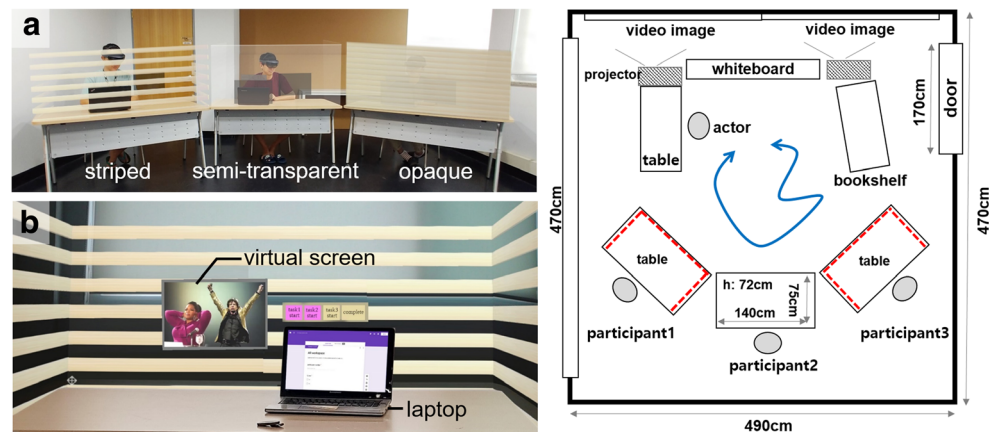 a
striped
semi-transparent
opaque
b
virtual screen
task1
start
task2
start
task3
start
complete
laptop
video image
video image
projector
whiteboard
170cm
door
actor
table
bookshelf
470cm
470cm
table
h: 72cm
75cm
140cm
table
participant1
participant2
participant3
490cm